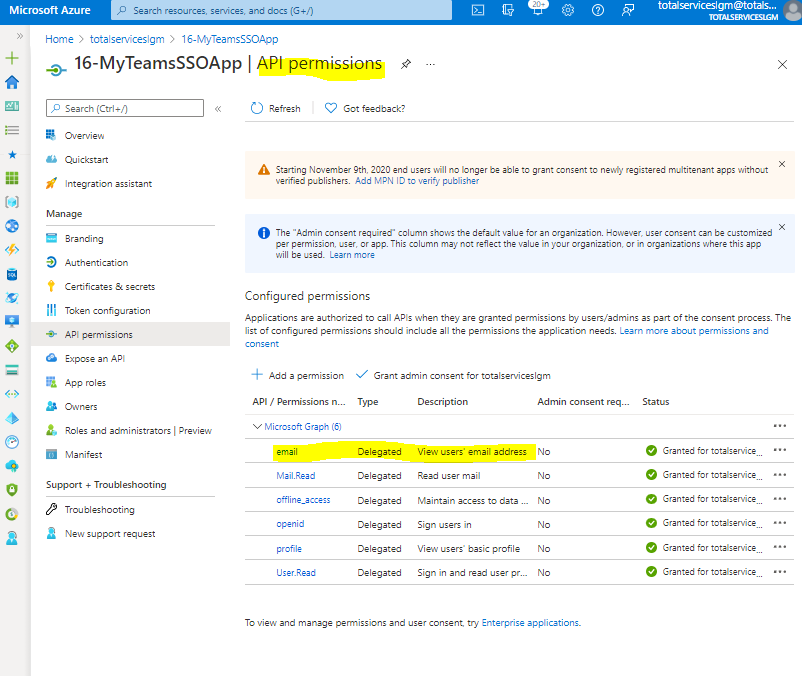 Microsoft Azure
Search resources, services, and docs (G+/)
20+
totalserviceslgm@totals...
TOTALSERVICESLGM
Home > totalserviceslgm > 16-MyTeamsSSOApp
16-MyTeamsSSOApp | API permissions
Search (Ctrl+/)
Overview
Quickstart
Integration assistant
Manage
Branding
Authentication
Certificates & secrets
Token configuration
API permissions
Expose an API
App roles
Owners
Roles and administrators | Preview
Manifest
Support + Troubleshooting
Troubleshooting
New support request
Refresh
Got feedback?
Starting November 9th, 2020 end users will no longer be able to grant consent to newly registered multitenant apps without
verified publishers. Add MPN ID to verify publisher
The "Admin consent required" column shows the default value for an organization. However, user consent can be customized
per permission, user, or app. This column may not reflect the value in your organization, or in organizations where this app
will be used. Learn more
Configured permissions
Applications are authorized to call APIs when they are granted permissions by users/admins as part of the consent process. The
list of configured permissions should include all the permissions the application needs. Learn more about permissions and
consent
Add a permission
Grant admin consent for totalserviceslgm
API / Permissions n... Type Description Admin consent req... Status
Microsoft Graph (6)
email Delegated View users' email address No Granted for totalservice...
Mail.Read Delegated Read user mail No Granted for totalservice...
offline_access Delegated Maintain access to data ... No Granted for totalservice...
openid Delegated Sign users in No Granted for totalservice...
profile Delegated View users' basic profile No Granted for totalservice...
User.Read Delegated Sign in and read user pr... No Granted for totalservice...
To view and manage permissions and user consent, try Enterprise applications.